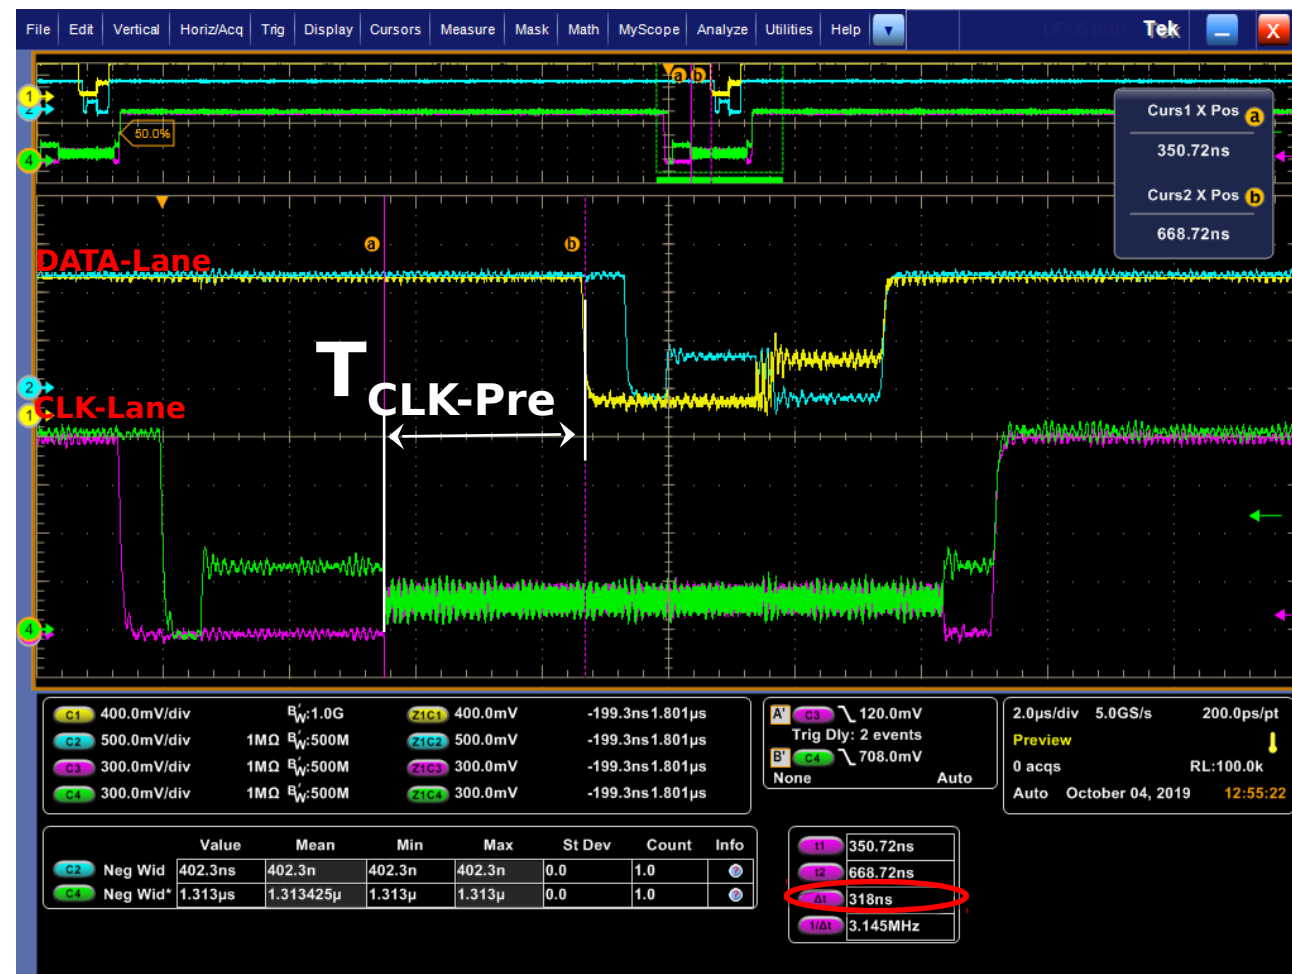 File Edit Vertical Horiz/Acq Trig Display Cursors Measure Mask Math MyScope Analyze Utilities Help Tek X
a b
1
2
50.0%
4
Curs1 X Pos a
350.72ns
Curs2 X Pos b
668.72ns
a b
DATA-Lane
T CLK-Pre
2
CLK-Lane
1
4
C1 400.0mV/div BW:1.0G Z1C1 400.0mV -199.3ns 1.801µs
C2 500.0mV/div 1MΩ BW:500M Z1C2 500.0mV -199.3ns 1.801µs
C3 300.0mV/div 1MΩ BW:500M Z1C3 300.0mV -199.3ns 1.801µs
C4 300.0mV/div 1MΩ BW:500M Z1C4 300.0mV -199.3ns 1.801µs
A' C3 120.0mV
Trig Dly: 2 events
B' C4 708.0mV
None Auto
2.0µs/div 5.0GS/s 200.0ps/pt
Preview
0 acqs RL:100.0k
Auto October 04, 2019 12:55:22
Value Mean Min Max St Dev Count Info
C2 Neg Wid 402.3ns 402.3n 402.3n 402.3n 0.0 1.0
C4 Neg Wid* 1.313µs 1.313425µ 1.313µ 1.313µ 0.0 1.0
t1 350.72ns
t2 668.72ns
Δt 318ns
1/Δt 3.145MHz